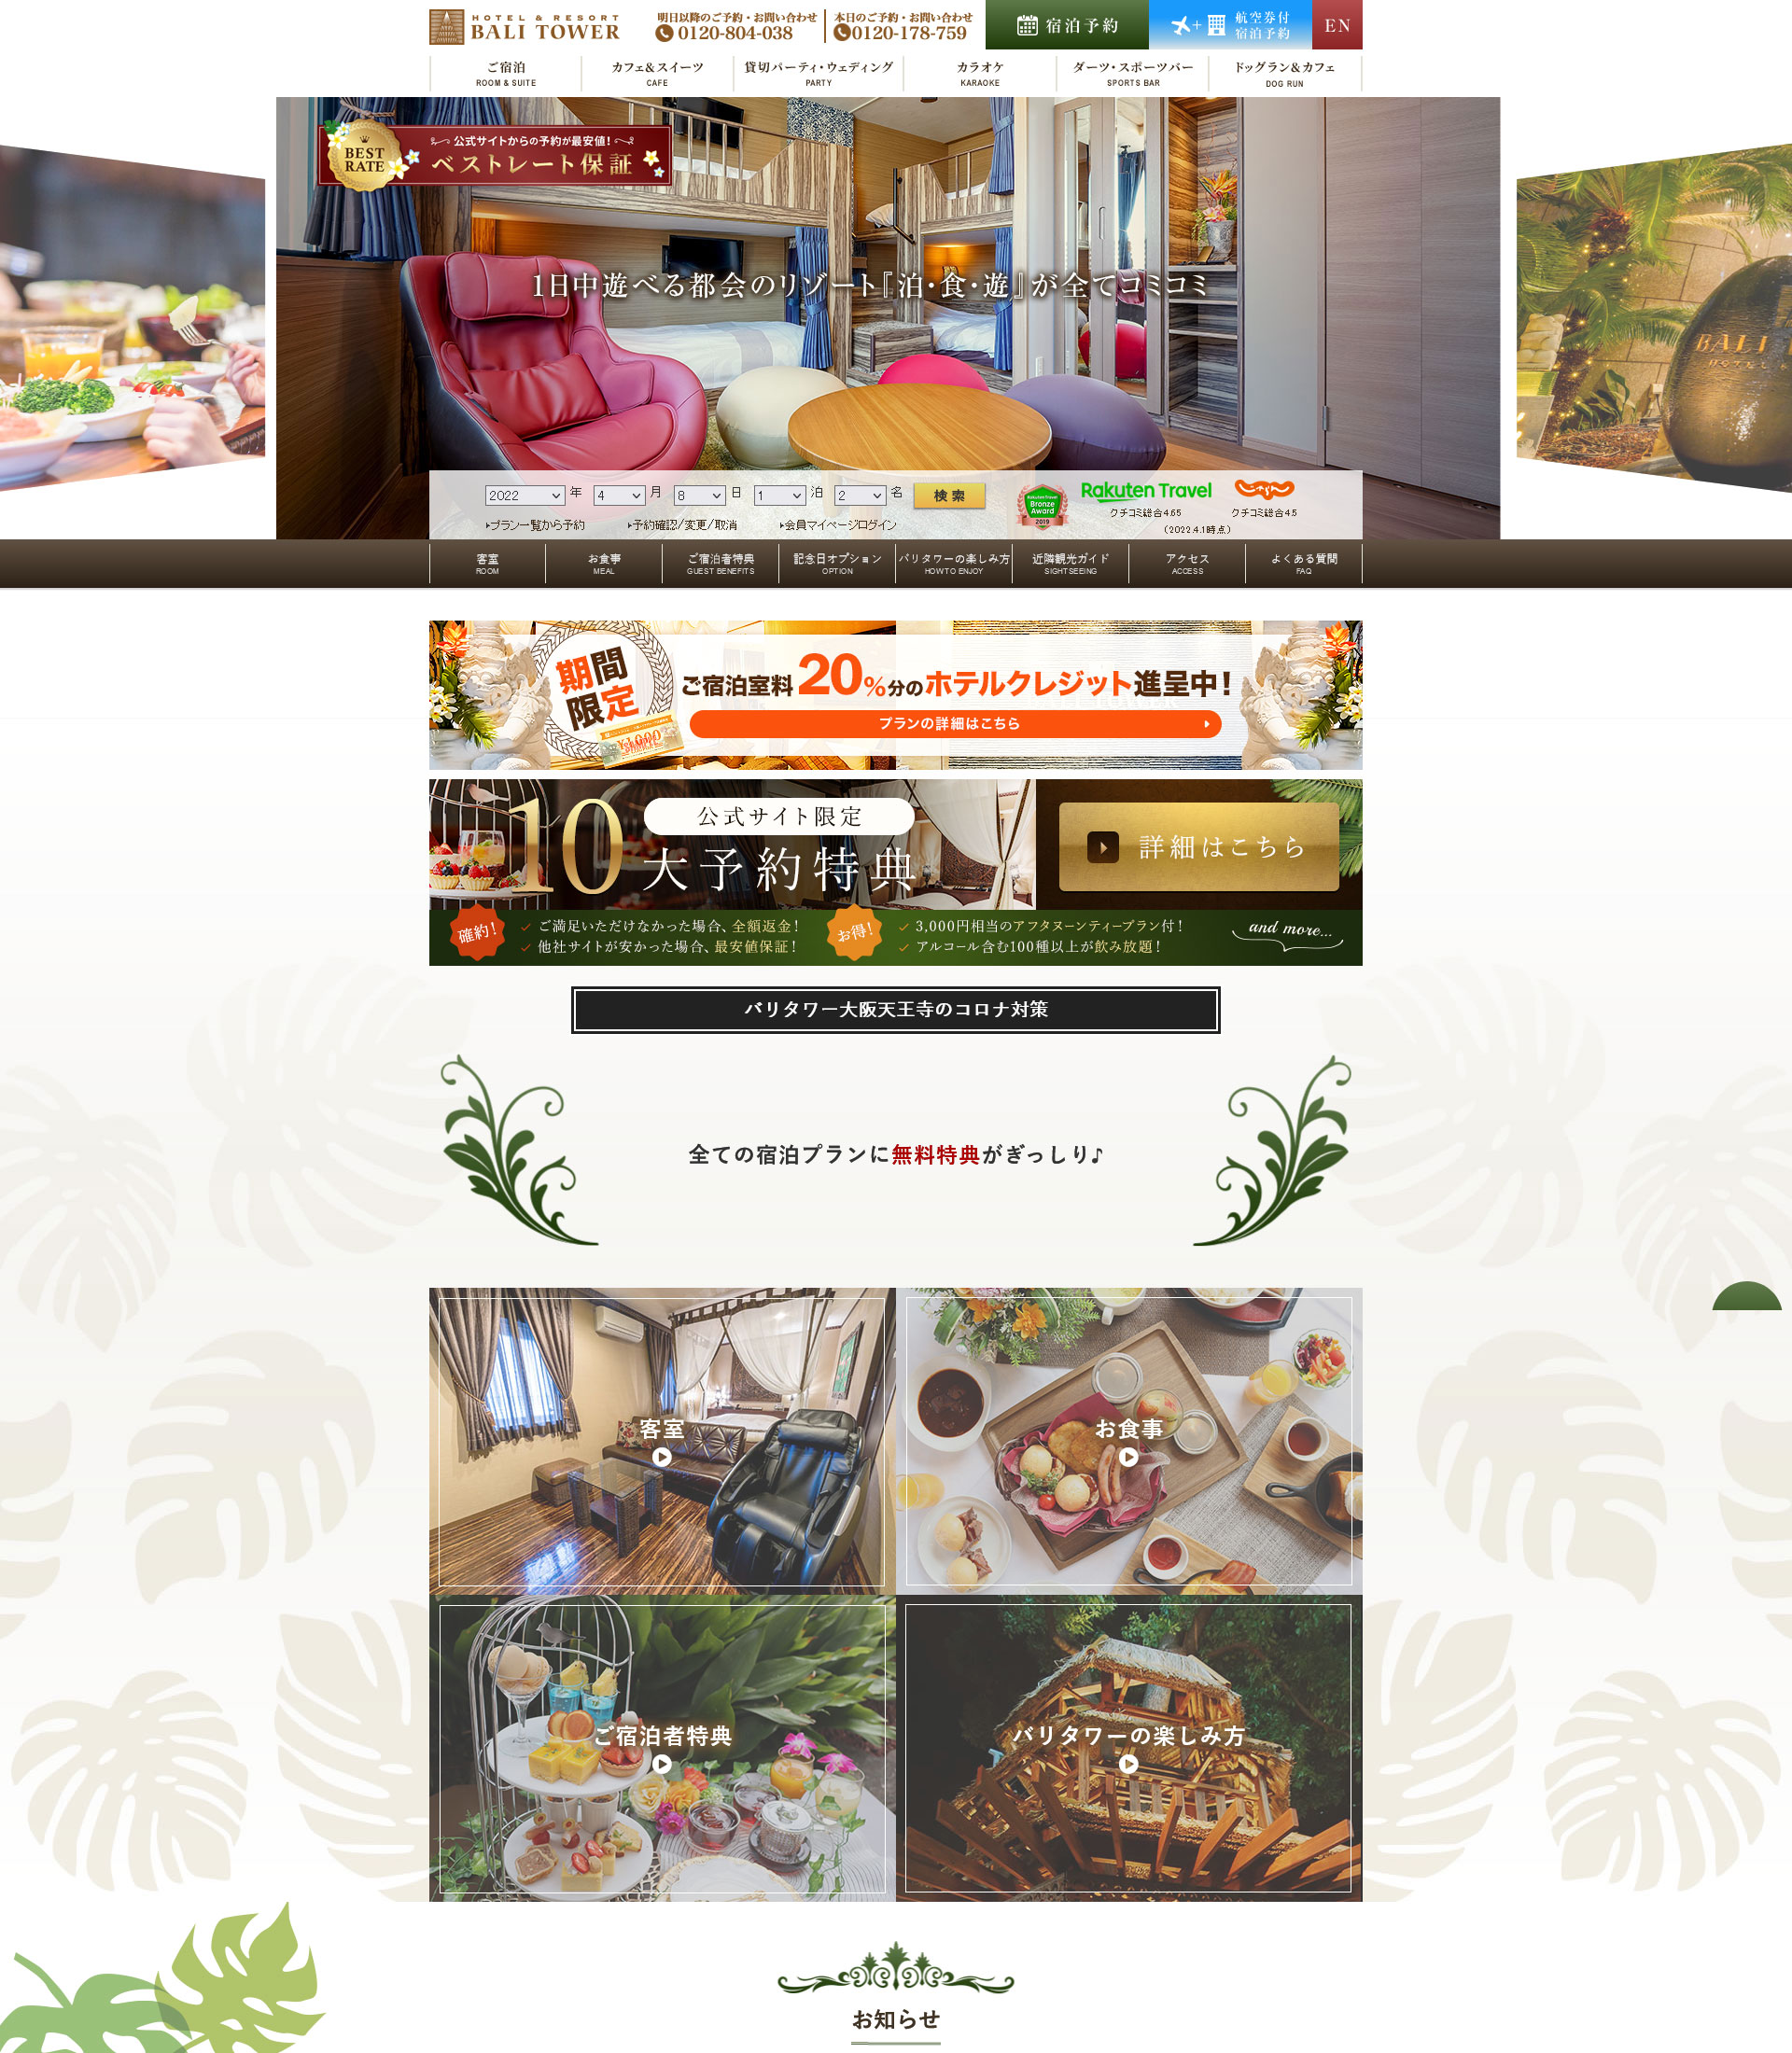 HOTEL & RESORT
BALI TOWER
明日以降のご予約・お問い合わせ
0120-804-038
本日のご予約・お問い合わせ
0120-178-759
宿泊予約
航空券付
宿泊予約
EN
ご宿泊
ROOM & SUITE
カフェ&スイーツ
CAFE
貸切パーティ・ウェディング
PARTY
カラオケ
KARAOKE
ダーツ・スポーツバー
SPORTS BAR
ドッグラン&カフェ
DOG RUN
BEST
RATE
公式サイトからの予約が最安値!
ベストレート保証
1日中遊べる都会のリゾート『泊・食・遊』が全てコミコミ
BALI
2022 年 4 月 8 日 1 泊 2 名 検索
プラン一覧から予約
予約確認/変更/取消
会員マイページログイン
Rakuten Travel
Bronze
Award
2019
Rakuten Travel
クチコミ総合4.65
クチコミ総合4.5
(2022.4.1時点)
客室
ROOM
お食事
MEAL
ご宿泊者特典
GUEST BENEFITS
記念日オプション
OPTION
バリタワーの楽しみ方
HOWTO ENJOY
近隣観光ガイド
SIGHTSEEING
アクセス
ACCESS
よくある質問
FAQ
期間
限定
¥1,000
ご宿泊室料20%分のホテルクレジット進呈中!
プランの詳細はこちら
公式サイト限定
10大予約特典
詳細はこちら
確約!
ご満足いただけなかった場合、全額返金!
他社サイトが安かった場合、最安値保証!
お得!
3,000円相当のアフタヌーンティープラン付!
アルコール含む100種以上が飲み放題!
and more...
バリタワー大阪天王寺のコロナ対策
全ての宿泊プランに無料特典がぎっしり♪
客室
お食事
ご宿泊者特典
バリタワーの楽しみ方
お知らせ